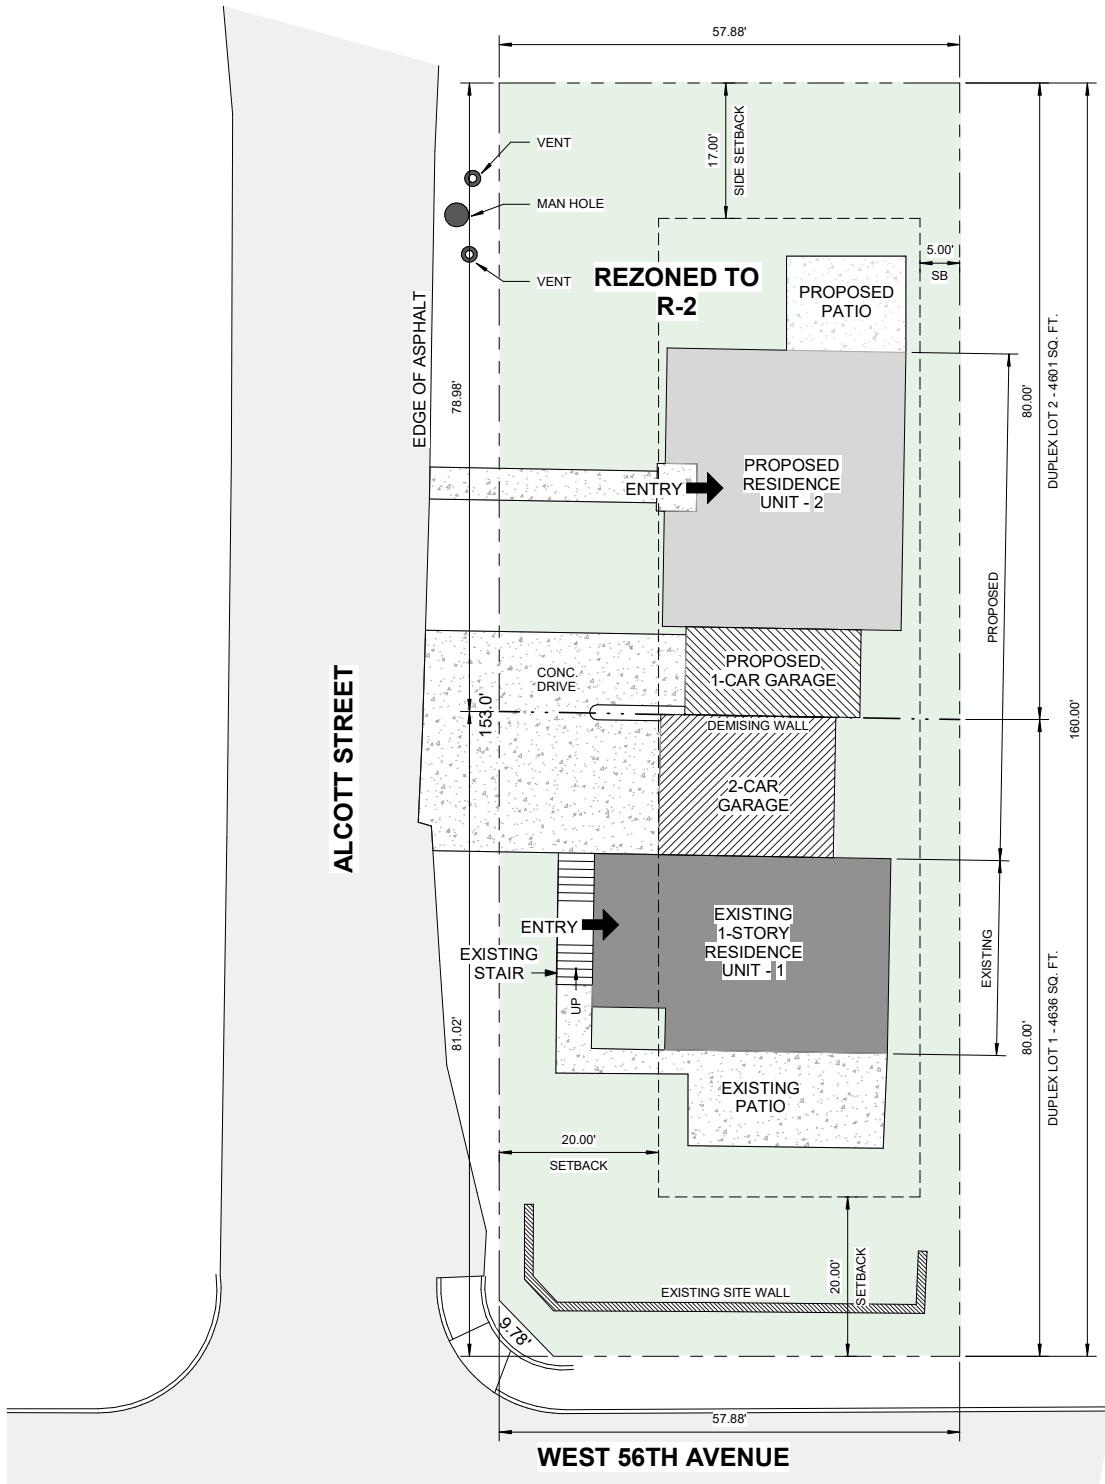 57.88'
VENT
17.00'
SIDE SETBACK
MAN HOLE
VENT
5.00'
SB
REZONED TO
R-2
PROPOSED
PATIO
EDGE OF ASPHALT
78.98'
80.00'
DUPLEX LOT 2 - 4601 SQ. FT.
ENTRY
PROPOSED
RESIDENCE
UNIT - 2
PROPOSED
CONC.
DRIVE
PROPOSED
1-CAR GARAGE
153.0'
DEMISING WALL
160.00'
ALCOTT STREET
2-CAR
GARAGE
ENTRY
EXISTING
STAIR
UP
EXISTING
1-STORY
RESIDENCE
UNIT - 1
EXISTING
81.02'
80.00'
DUPLEX LOT 1 - 4636 SQ. FT.
EXISTING
PATIO
20.00'
SETBACK
20.00'
SETBACK
EXISTING SITE WALL
9.78'
57.88'
WEST 56TH AVENUE